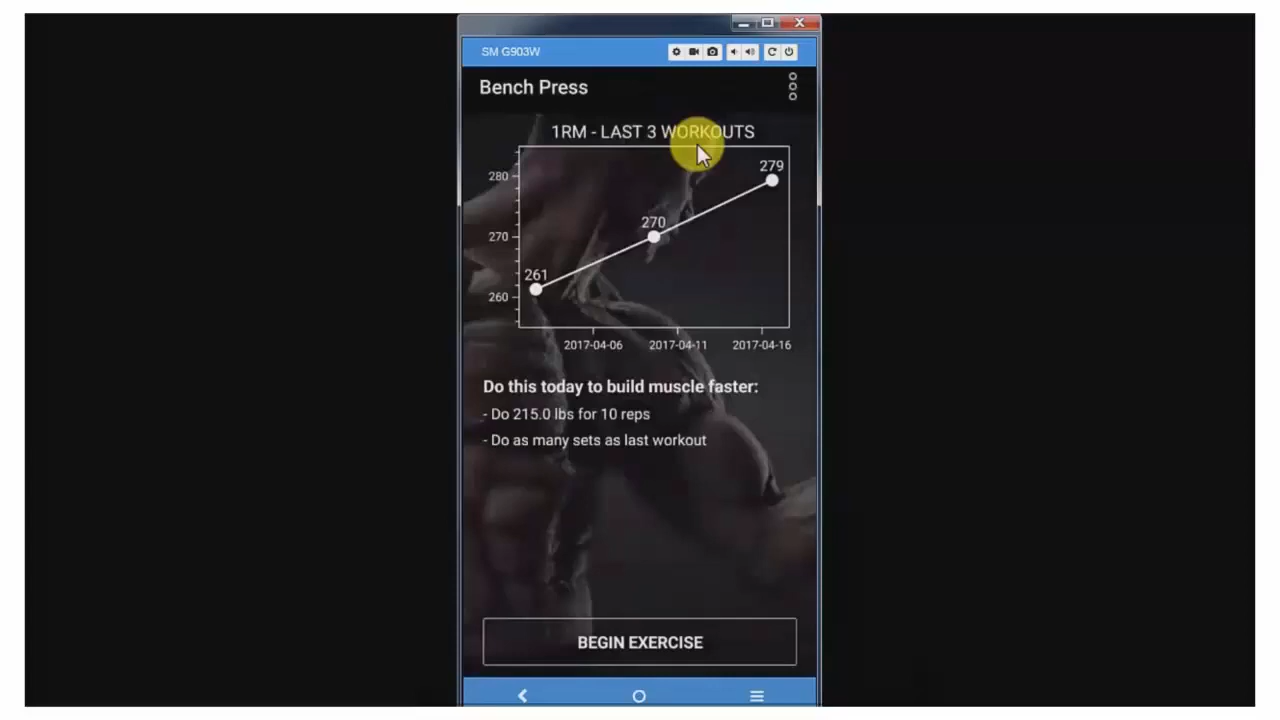 SM G903W
Bench Press
1RM - LAST 3 WORKOUTS
279
280
270
270
261
260
2017-04-06 2017-04-11 2017-04-16
Do this today to build muscle faster:
- Do 215.0 lbs for 10 reps
- Do as many sets as last workout
BEGIN EXERCISE